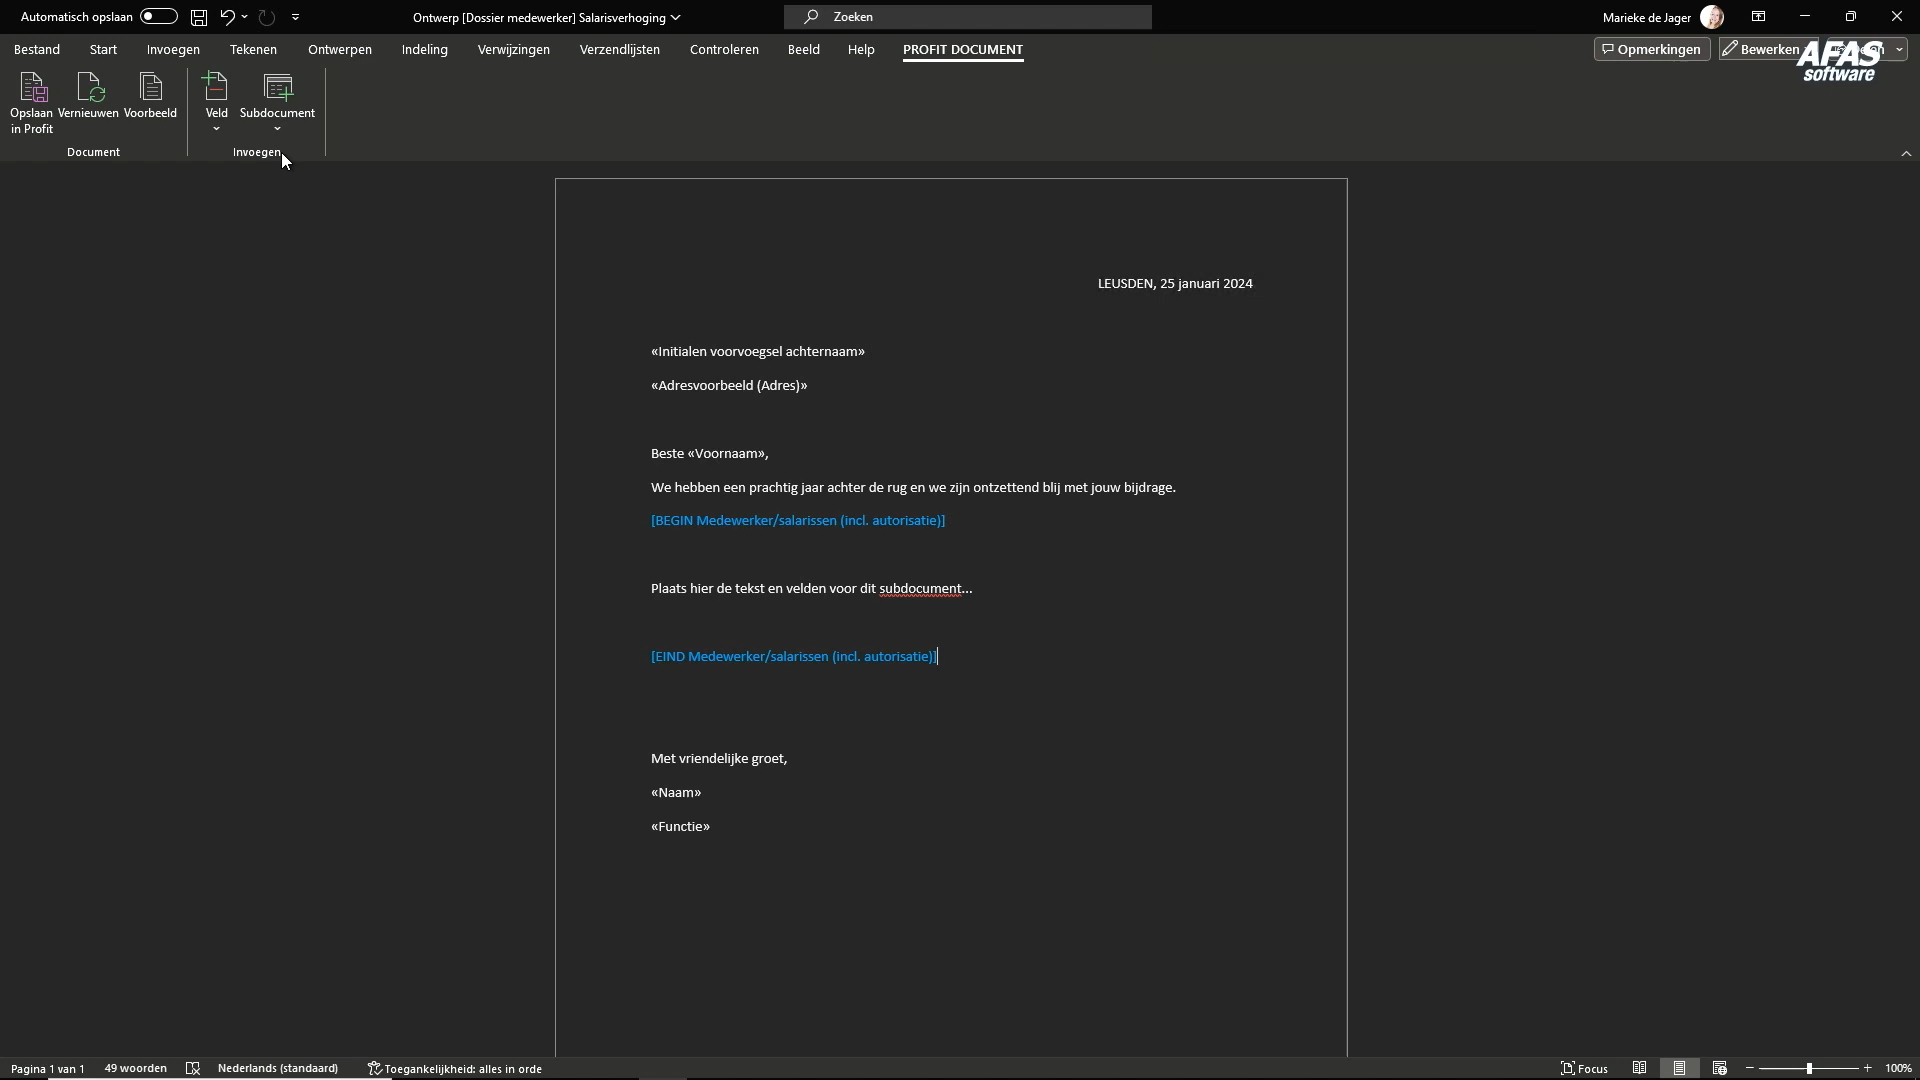 Automatisch opslaan
Ontwerp [Dossier medewerker] Salarisverhoging
Zoeken
Marieke de Jager
Bestand Start Invoegen Tekenen Ontwerpen Indeling Verwijzingen Verzendlijsten Controleren Beeld Help PROFIT DOCUMENT
Opmerkingen Bewerken
AFAS
software
Opslaan
in Profit
Vernieuwen
Voorbeeld
Veld
Subdocument
Document
Invoegen
LEUSDEN, 25 januari 2024
«Initialen voorvoegsel achternaam»
«Adresvoorbeeld (Adres)»
Beste «Voornaam»,
We hebben een prachtig jaar achter de rug en we zijn ontzettend blij met jouw bijdrage.
[BEGIN Medewerker/salarissen (incl. autorisatie)]
Plaats hier de tekst en velden voor dit subdocument...
[EIND Medewerker/salarissen (incl. autorisatie)]
Met vriendelijke groet,
«Naam»
«Functie»
Pagina 1 van 1 49 woorden Nederlands (standaard) Toegankelijkheid: alles in orde Focus 100%